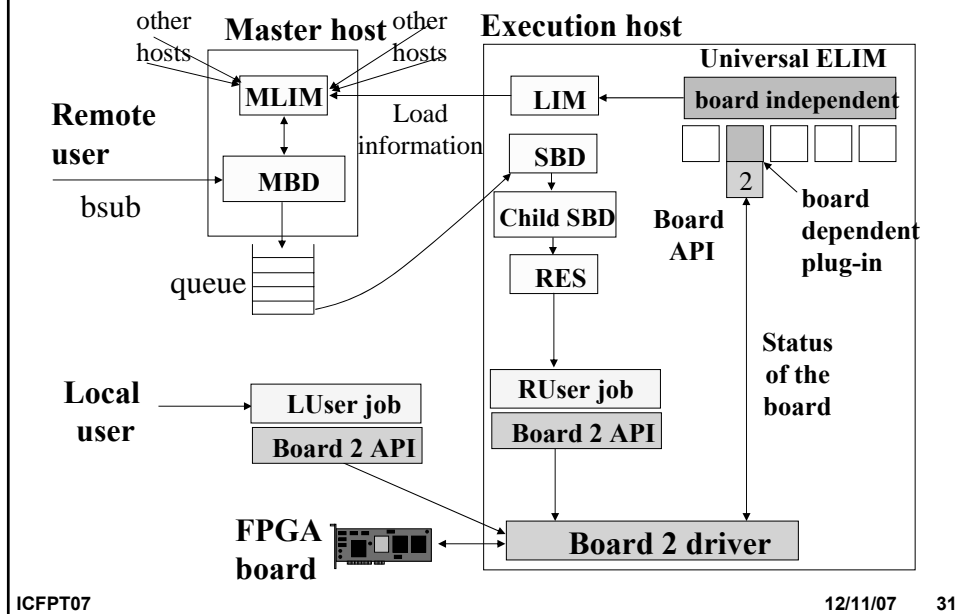 other
hosts
Master host
other
hosts
MLIM
Remote
user
bsub
MBD
queue
Load
information
Execution host
Universal ELIM
board independent
LIM
SBD
Child SBD
RES
2
Board
API
board
dependent
plug-in
Status
of the
board
Local
user
LUser job
Board 2 API
RUser job
Board 2 API
FPGA
board
Board 2 driver
ICFPT07
12/11/07 31